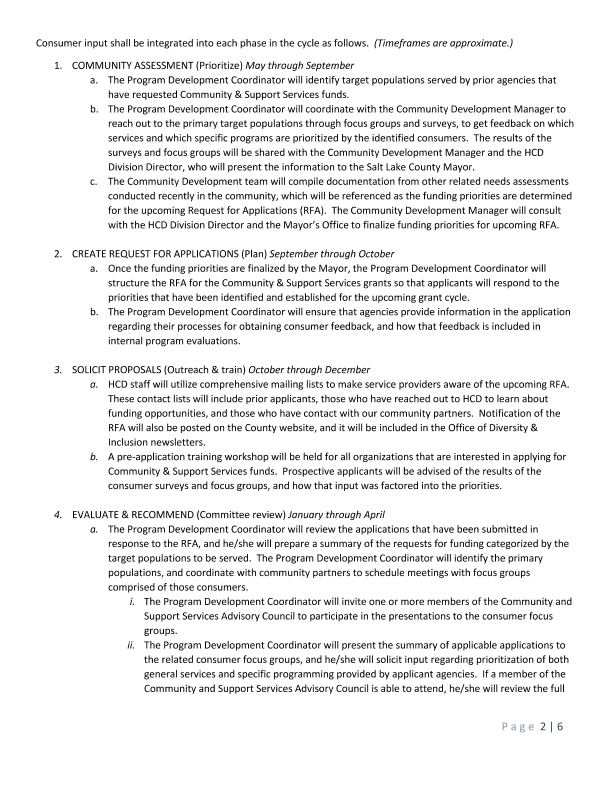 Consumer input shall be integrated into each phase in the cycle as follows.  (Timeframes are approximate.)
1. COMMUNITY ASSESSMENT (Prioritize) May through September
a. The Program Development Coordinator will identify target populations served by prior agencies that
have requested Community & Support Services funds.
b. The Program Development Coordinator will coordinate with the Community Development Manager to
reach out to the primary target populations through focus groups and surveys, to get feedback on which
services and which specific programs are prioritized by the identified consumers.  The results of the
surveys and focus groups will be shared with the Community Development Manager and the HCD
Division Director, who will present the information to the Salt Lake County Mayor.
c. The Community Development team will compile documentation from other related needs assessments
conducted recently in the community, which will be referenced as the funding priorities are determined
for the upcoming Request for Applications (RFA).  The Community Development Manager will consult
with the HCD Division Director and the Mayor's Office to finalize funding priorities for upcoming RFA.
2. CREATE REQUEST FOR APPLICATIONS (Plan) September through October
a. Once the funding priorities are finalized by the Mayor, the Program Development Coordinator will
structure the RFA for the Community & Support Services grants so that applicants will respond to the
priorities that have been identified and established for the upcoming grant cycle.
b. The Program Development Coordinator will ensure that agencies provide information in the application
regarding their processes for obtaining consumer feedback, and how that feedback is included in
internal program evaluations.
3. SOLICIT PROPOSALS (Outreach & train) October through December
a. HCD staff will utilize comprehensive mailing lists to make service providers aware of the upcoming RFA.
These contact lists will include prior applicants, those who have reached out to HCD to learn about
funding opportunities, and those who have contact with our community partners.  Notification of the
RFA will also be posted on the County website, and it will be included in the Office of Diversity &
Inclusion newsletters.
b. A pre-application training workshop will be held for all organizations that are interested in applying for
Community & Support Services funds.  Prospective applicants will be advised of the results of the
consumer surveys and focus groups, and how that input was factored into the priorities.
4. EVALUATE & RECOMMEND (Committee review) January through April
a. The Program Development Coordinator will review the applications that have been submitted in
response to the RFA, and he/she will prepare a summary of the requests for funding categorized by the
target populations to be served.  The Program Development Coordinator will identify the primary
populations, and coordinate with community partners to schedule meetings with focus groups
comprised of those consumers.
i. The Program Development Coordinator will invite one or more members of the Community and
Support Services Advisory Council to participate in the presentations to the consumer focus
groups.
ii. The Program Development Coordinator will present the summary of applicable applications to
the related consumer focus groups, and he/she will solicit input regarding prioritization of both
general services and specific programming provided by applicant agencies.  If a member of the
Community and Support Services Advisory Council is able to attend, he/she will review the full
Page 2 | 6